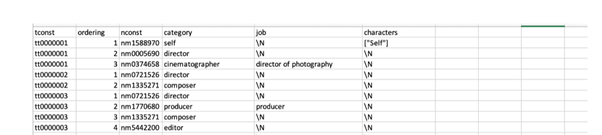 tconst ordering nconst category job characters
tt0000001 1 nm1588970 self \N ["Self"]
tt0000001 2 nm0005690 director \N \N
tt0000001 3 nm0374658 cinematographer director of photography \N
tt0000002 1 nm0721526 director \N \N
tt0000002 2 nm1335271 composer \N \N
tt0000003 1 nm0721526 director \N \N
tt0000003 2 nm1770680 producer producer \N
tt0000003 3 nm1335271 composer \N \N
tt0000003 4 nm5442200 editor \N \N